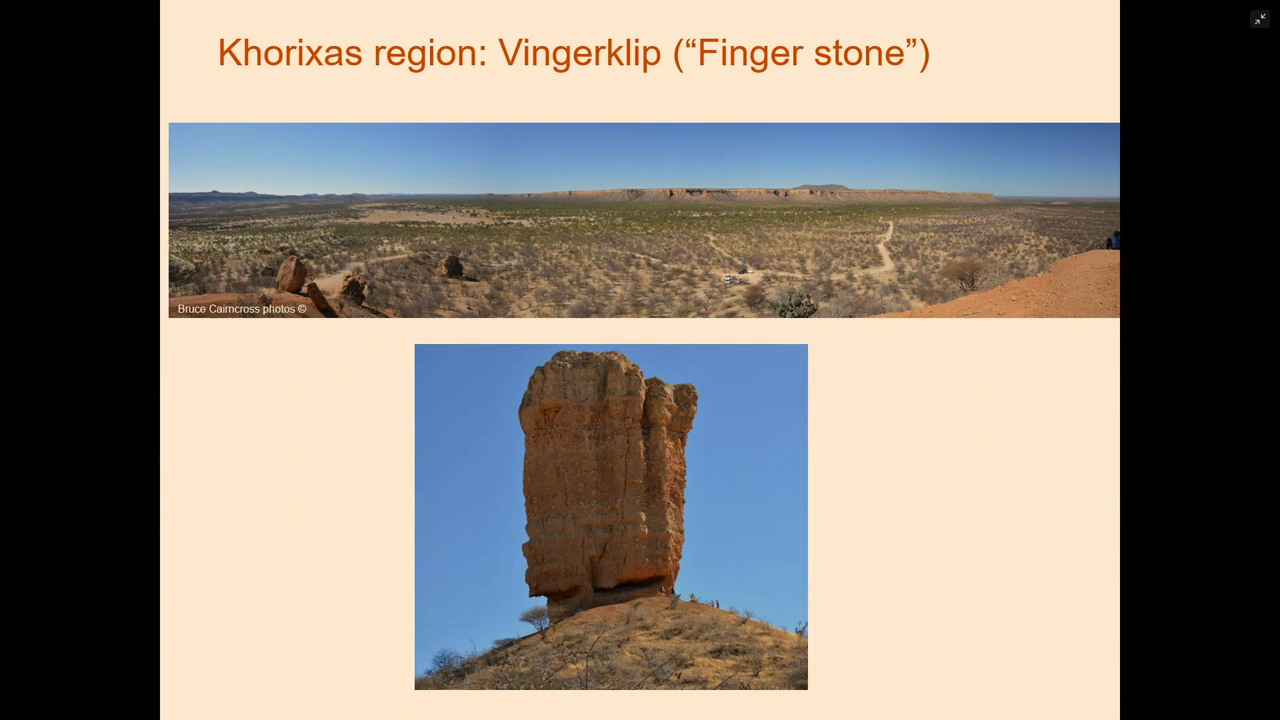 Khorixas region: Vingerklip (“Finger stone”)
Bruce Cairncross photos ©